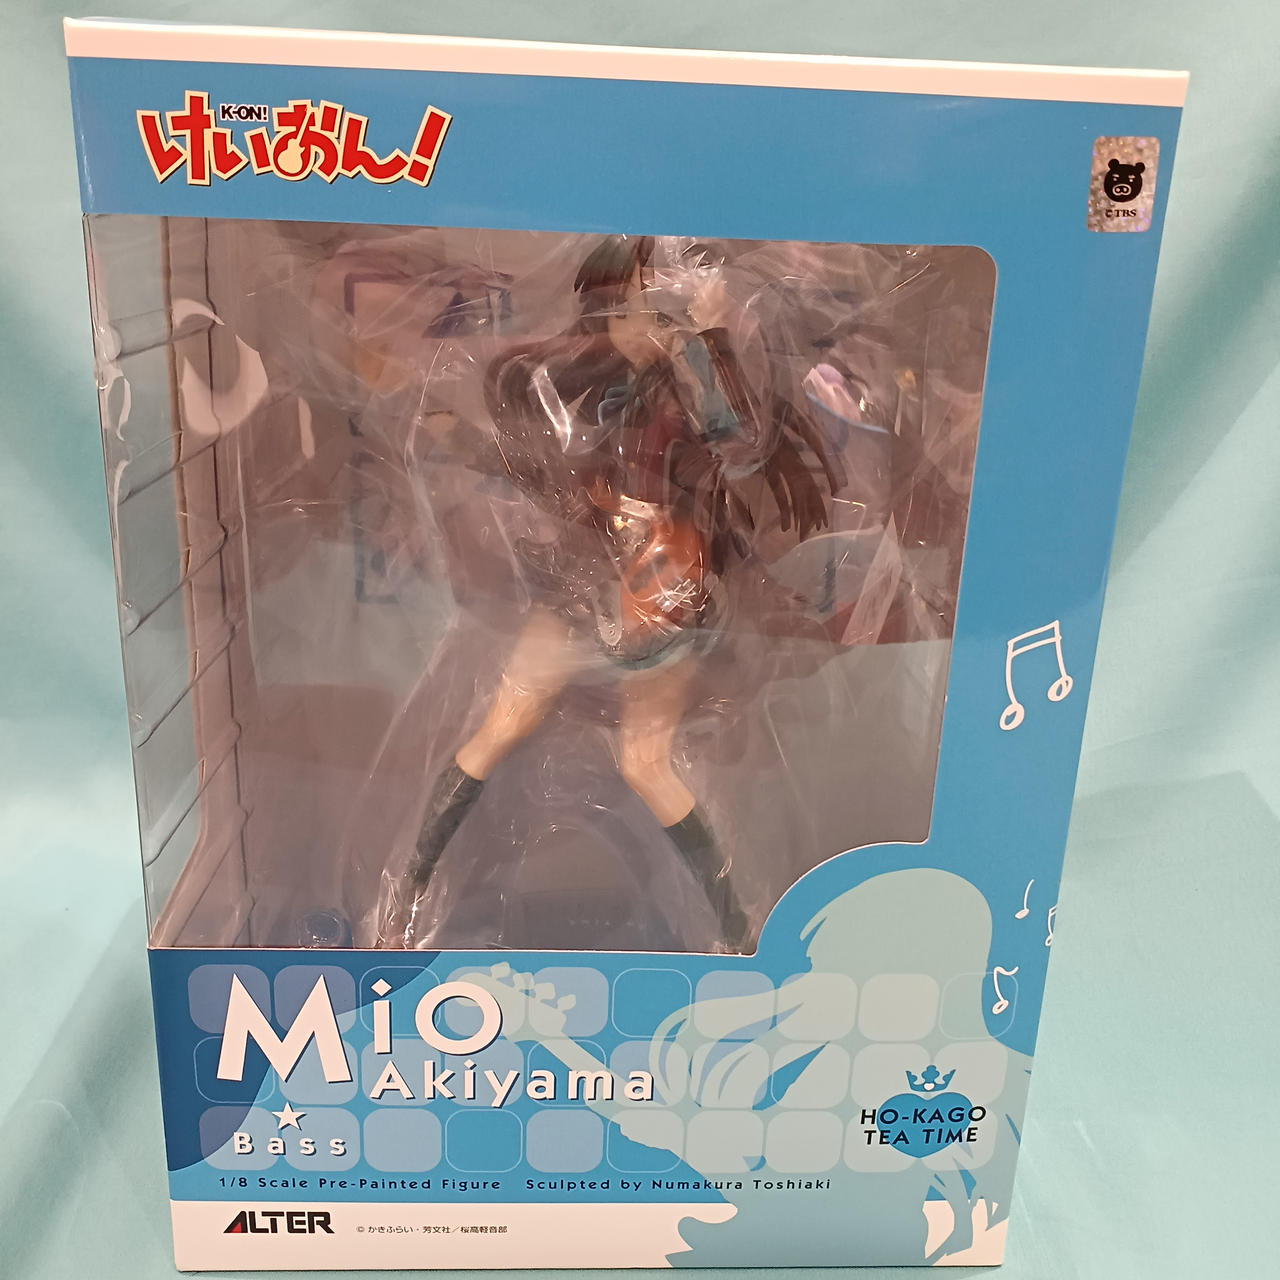 K-ON!
けいおん!
© TBS
Mio
Akiyama
Bass
HO-KAGO
TEA TIME
1/8 Scale Pre-Painted Figure Sculpted by Numakura Toshiaki
ALTER
© かきふらい・芳文社/桜高軽音部